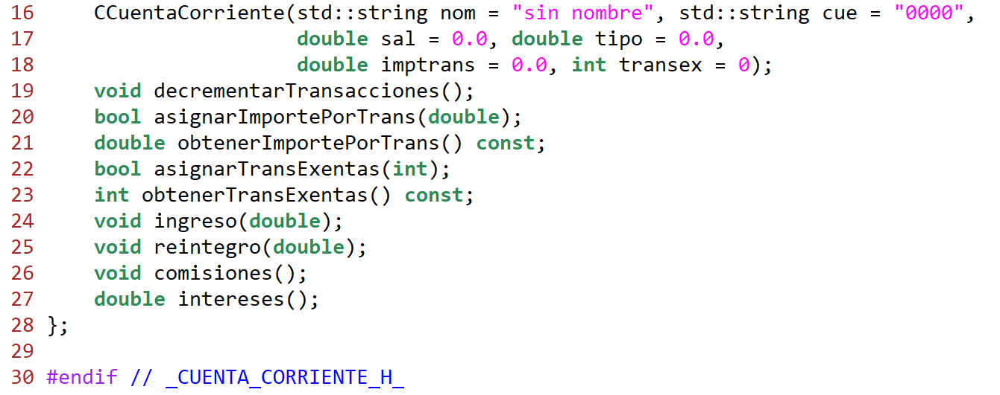 16     CCuentaCorriente(std::string nom = "sin nombre", std::string cue = "0000",
17                      double sal = 0.0, double tipo = 0.0,
18                      double imptrans = 0.0, int transex = 0);
19     void decrementarTransacciones();
20     bool asignarImportePorTrans(double);
21     double obtenerImportePorTrans() const;
22     bool asignarTransExentas(int);
23     int obtenerTransExentas() const;
24     void ingreso(double);
25     void reintegro(double);
26     void comisiones();
27     double intereses();
28 };
29
30 #endif // _CUENTA_CORRIENTE_H_